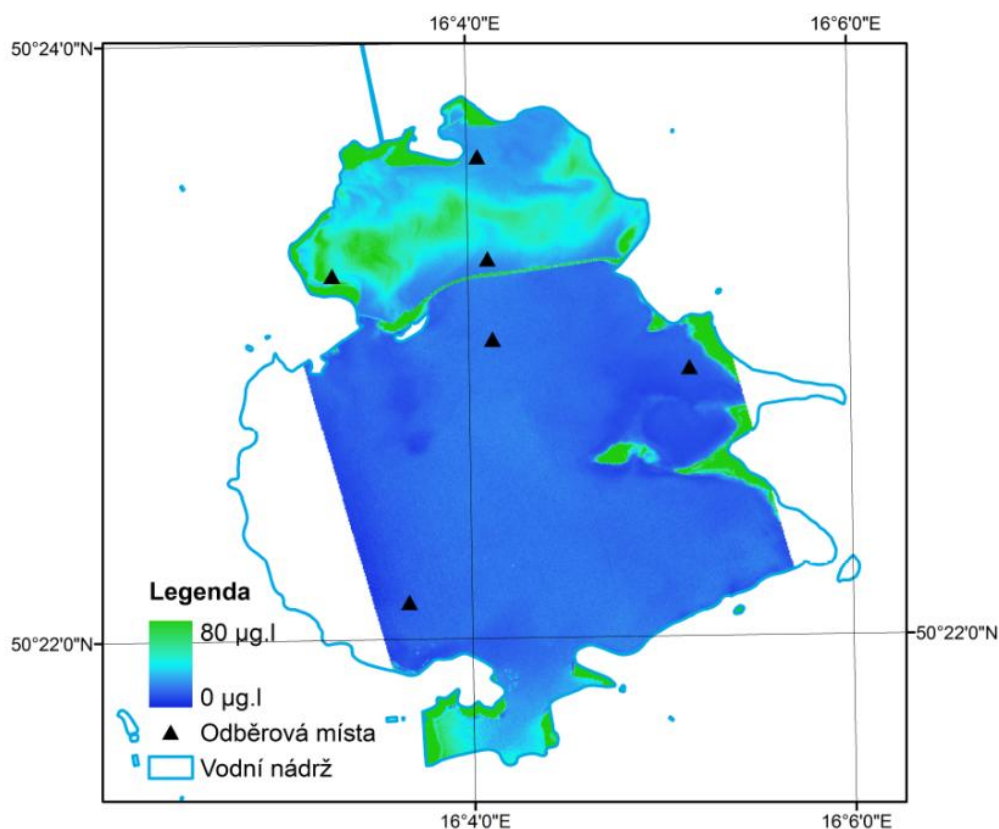 16°4'0"E
16°6'0"E
50°24'0"N
Legenda
80 µg.l
0 µg.l
Odběrová místa
Vodní nádrž
50°22'0"N
50°22'0"N
16°4'0"E
16°6'0"E